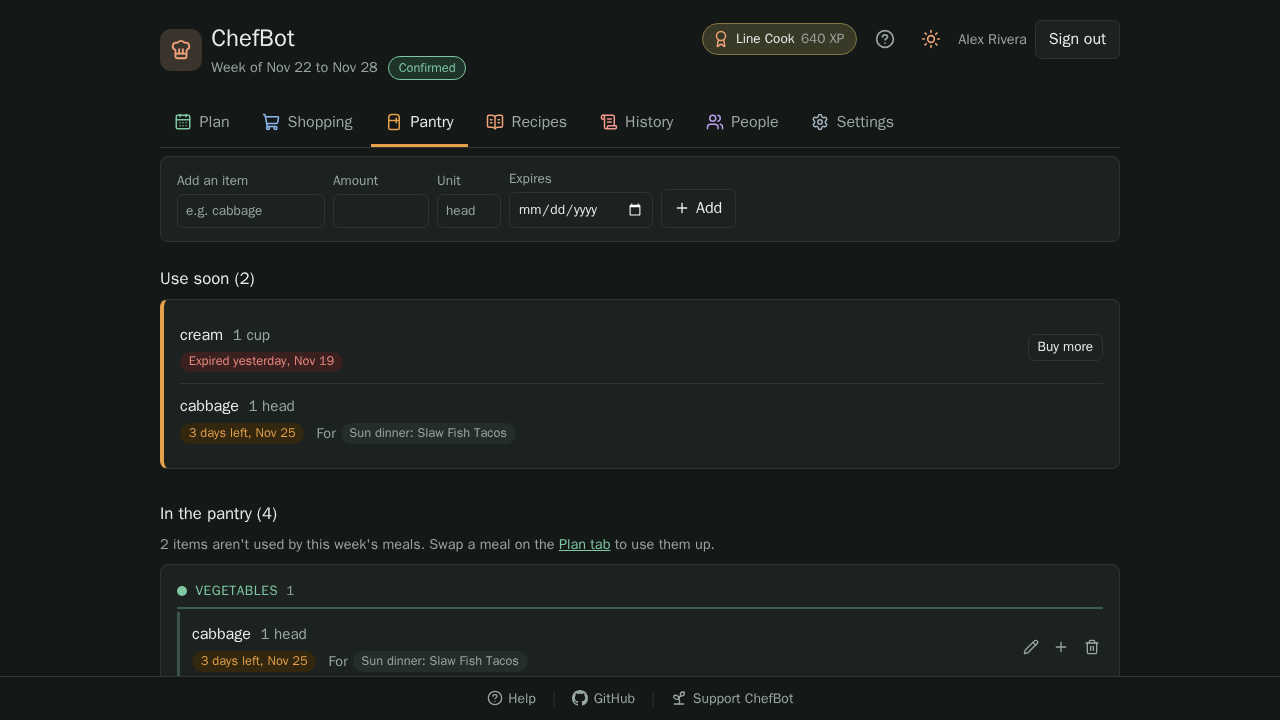 ChefBot
Week of Nov 22 to Nov 28 Confirmed
Line Cook 640 XP
Alex Rivera
Sign out
Plan
Shopping
Pantry
Recipes
History
People
Settings
Add an item
Amount
Unit
Expires
e.g. cabbage
head
mm/dd/yyyy
Add
Use soon (2)
cream 1 cup
Expired yesterday, Nov 19
Buy more
cabbage 1 head
3 days left, Nov 25 For Sun dinner: Slaw Fish Tacos
In the pantry (4)
2 items aren't used by this week's meals. Swap a meal on the Plan tab to use them up.
VEGETABLES 1
cabbage 1 head
3 days left, Nov 25 For Sun dinner: Slaw Fish Tacos
Help
GitHub
Support ChefBot